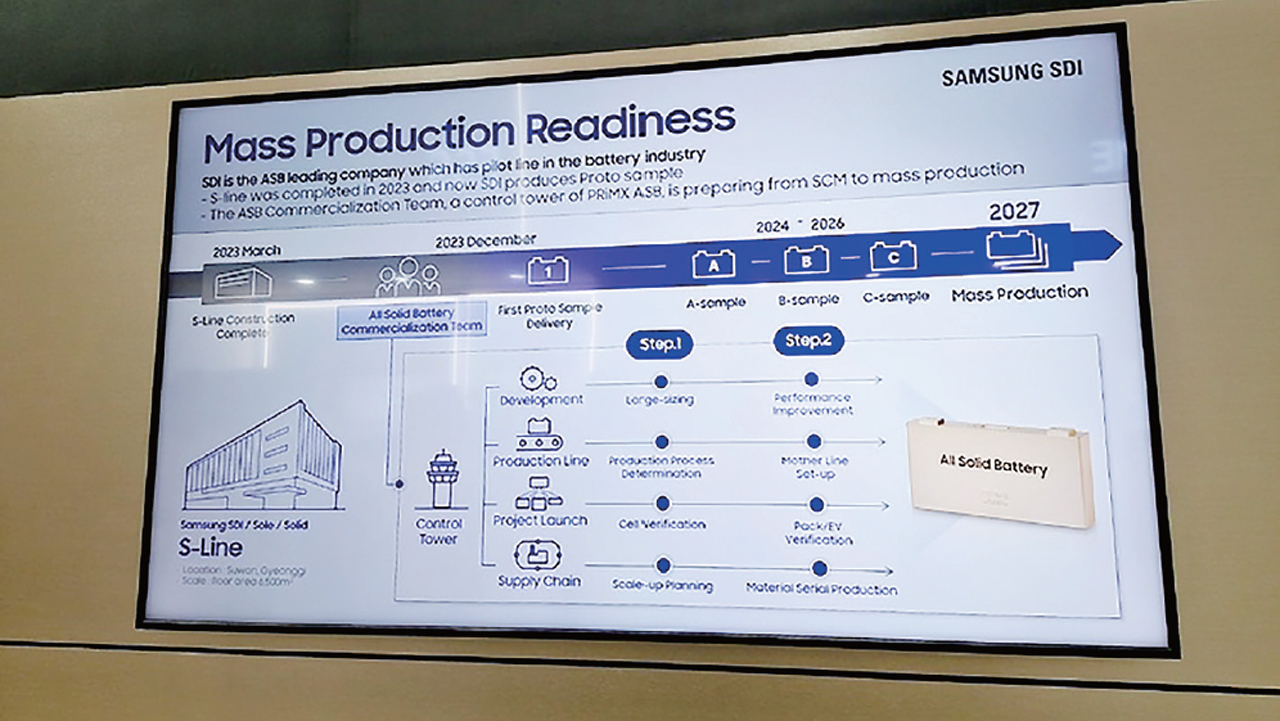 SAMSUNG SDI
Mass Production Readiness
SDI is the ASB leading company which has pilot line in the battery industry
- S-line was completed in 2023 and now SDI produces Proto sample
- The ASB Commercialization Team, a control tower of PRiMX ASB, is preparing from SCM to mass production
2023 March
2023 December
2024 ~ 2026
2027
1
A
B
C
S-Line Construction
Complete
All Solid Battery
Commercialization Team
First Proto Sample
Delivery
A-sample
B-sample
C-sample
Mass Production
Step.1
Step.2
Development
Large-sizing
Performance
Improvement
Production Line
Production Process
Determination
Mother Line
Set-up
Project Launch
Cell Verification
Pack/EV
Verification
Supply Chain
Scale-up Planning
Material Serial Production
Control
Tower
All Solid Battery
Samsung SDI / Sole / Solid
S-Line
Location : Suwon, Gyeonggi
Scale : floor area 6,500m²